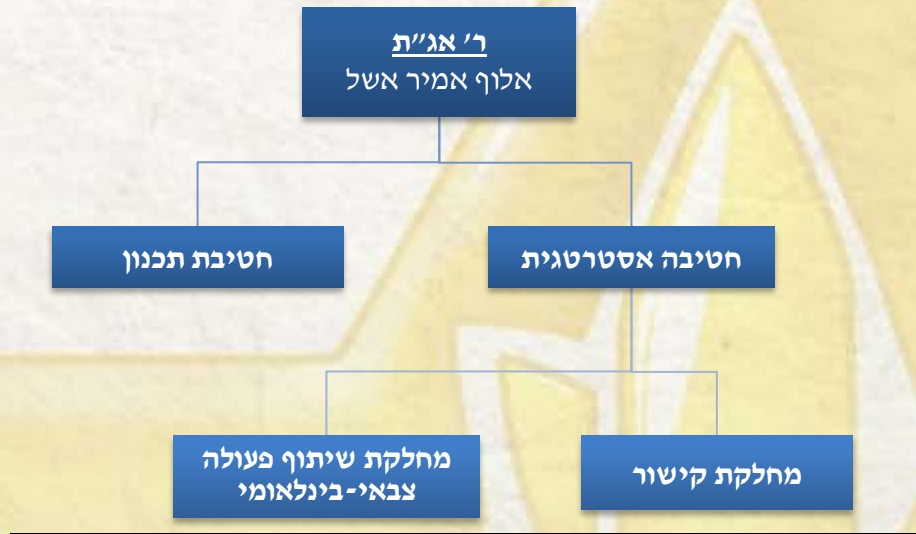 ר׳ אג״ת
אלוף אמיר אשל
חטיבה אסטרטגית
חטיבת תכנון
מחלקת קישור
מחלקת שיתוף פעולה
צבאי-בינלאומי